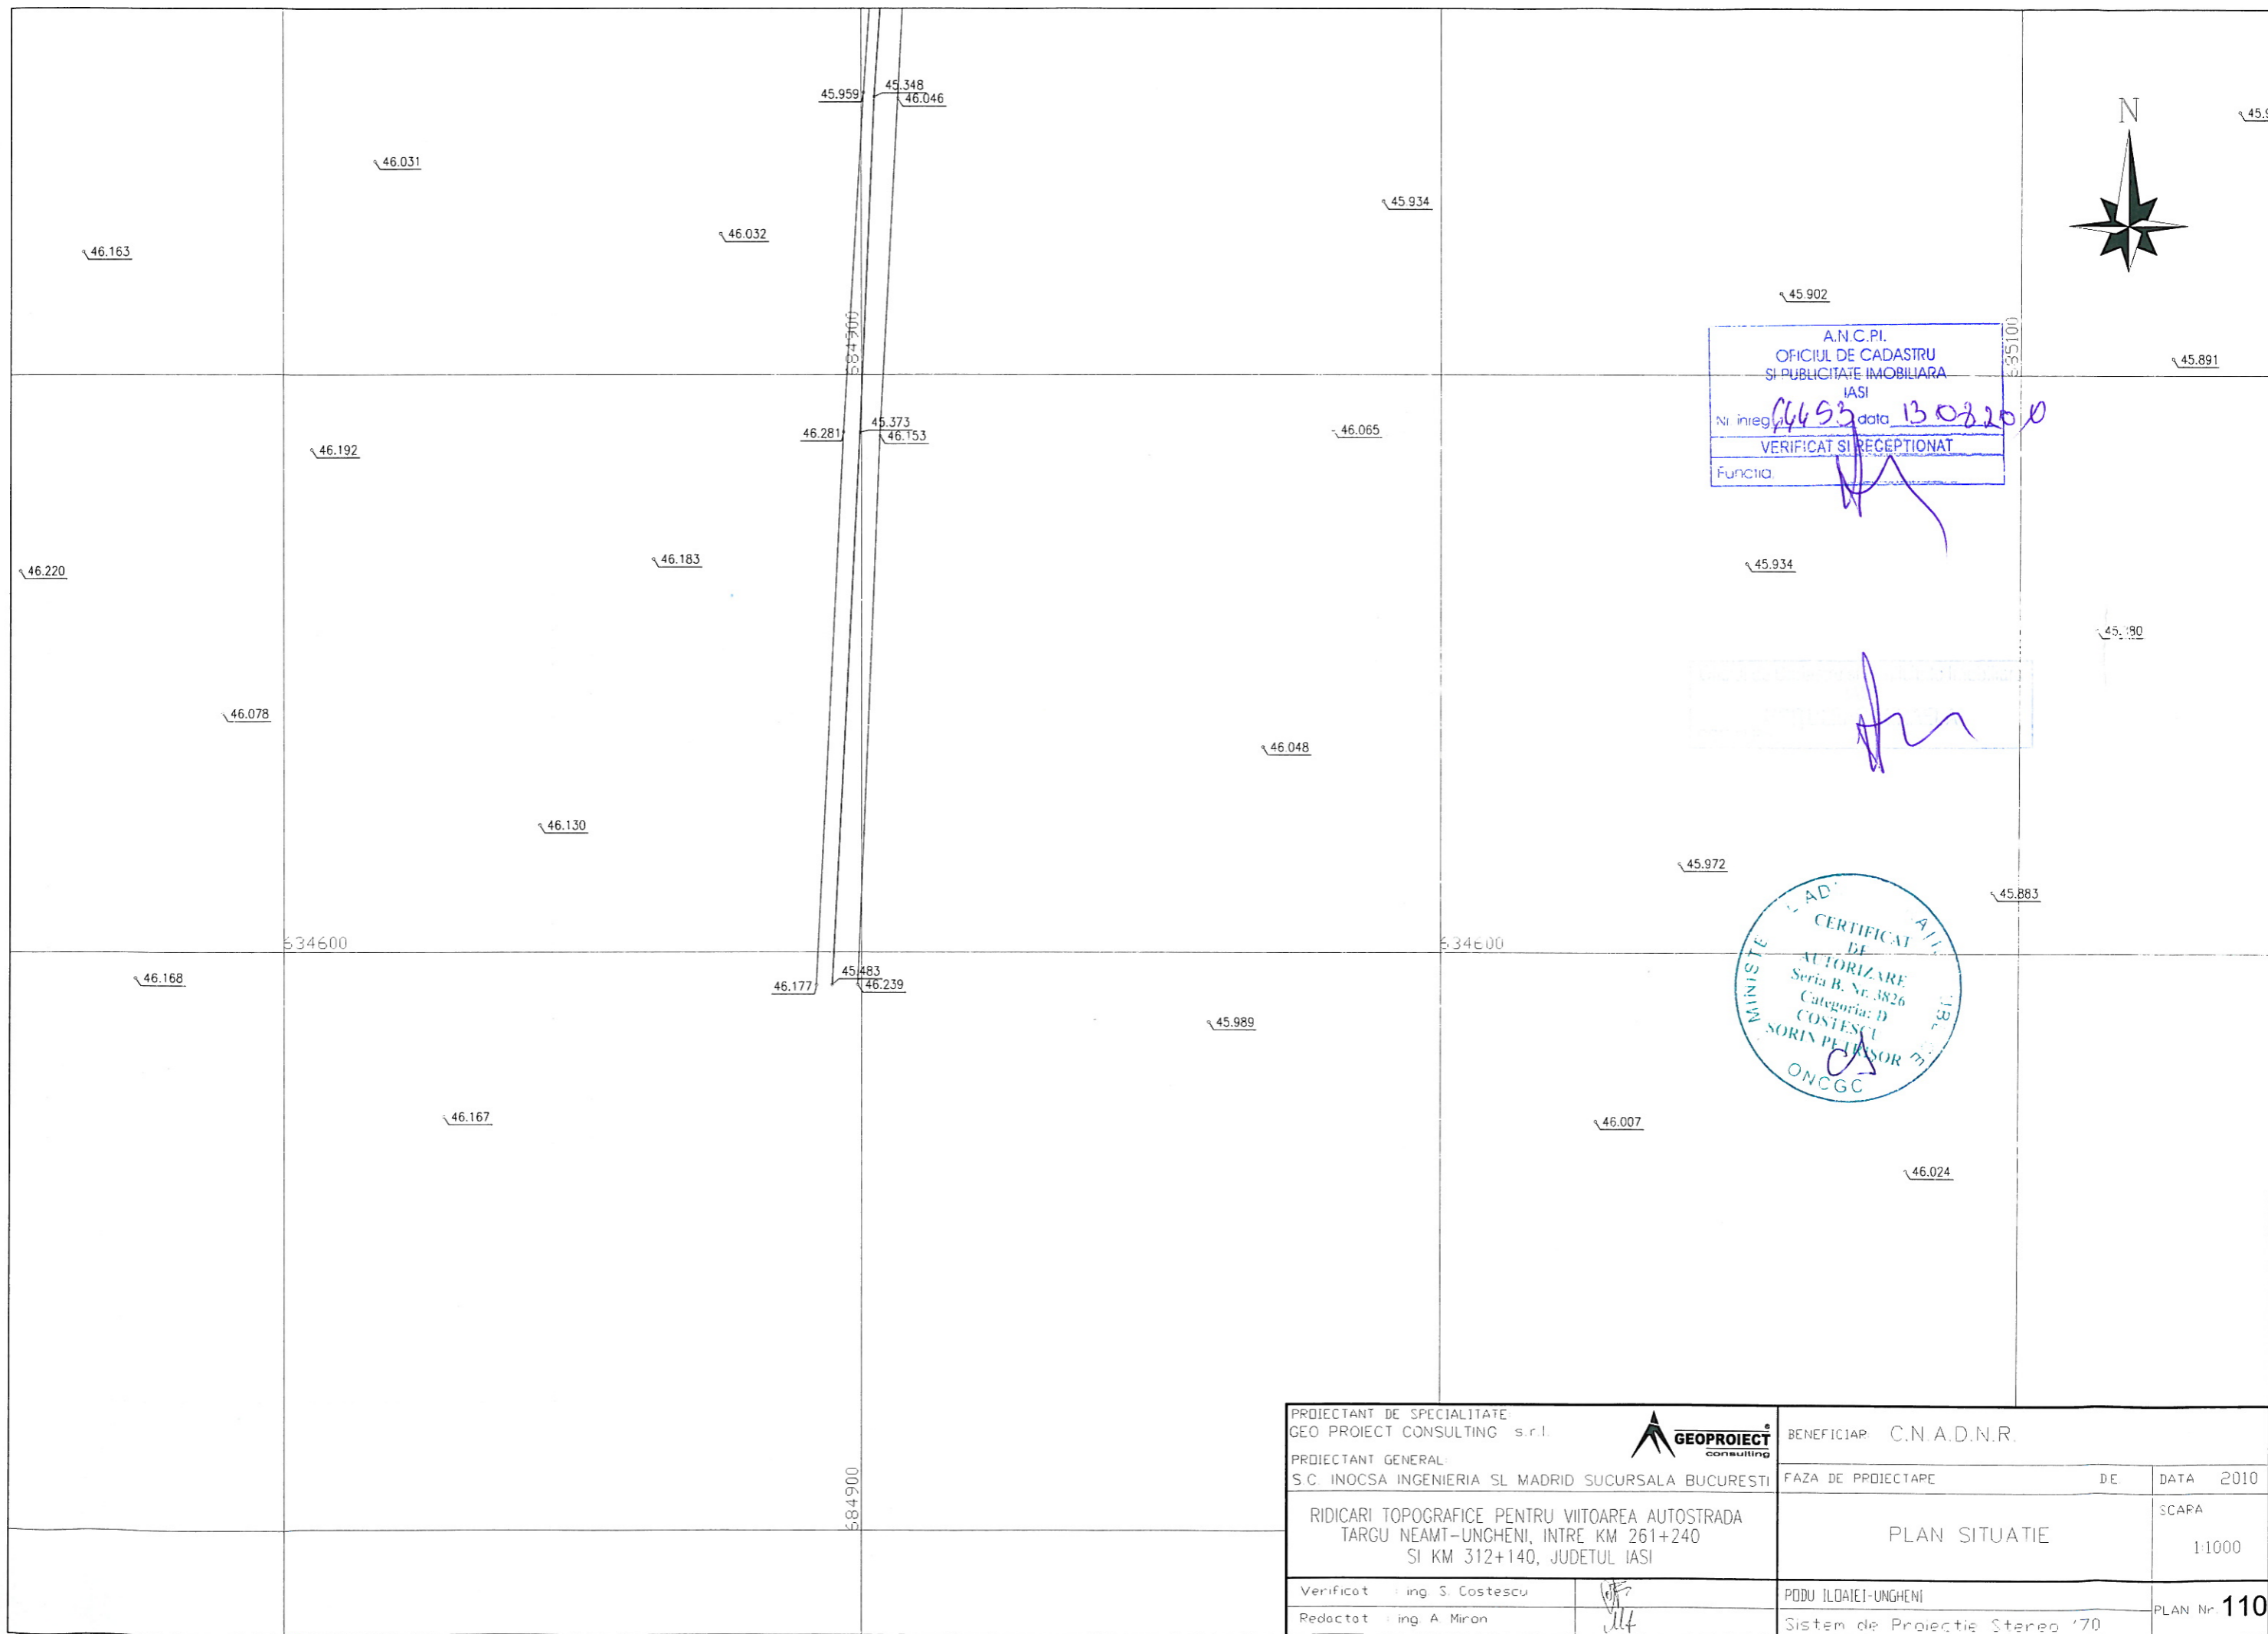 45.959
45.348
46.046
N
46.031
45.934
46.032
46.163
45.902
684900
A.N.C.P.I.
OFICIUL DE CADASTRU
SI PUBLICITATE IMOBILIARA
IASI
Nr. inreg. data 13 08 2010
VERIFICAT SI RECEPTIONAT
Functia
45.891
46.281
45.373
46.153
46.065
46.192
46.220
46.183
45.934
46.078
46.048
46.130
45.972
45.883
634600
634600
46.168
46.177
45.483
46.239
45.989
CERTIFICAT
DE
AUTORIZARE
Seria B. Nr. 3826
Categoria: D
COSTESCU
SORIN PETRISOR
ONCGC
46.167
46.007
46.024
684900
PROIECTANT DE SPECIALITATE
GEO PROIECT CONSULTING s.r.l.
GEOPROIECT
consulting
PROIECTANT GENERAL:
S.C. INOCSA INGENIERIA SL MADRID SUCURSALA BUCURESTI
BENEFICIAR: C.N.A.D.N.R.
FAZA DE PROIECTARE DE
DATA 2010
RIDICARI TOPOGRAFICE PENTRU VIITOAREA AUTOSTRADA
TARGU NEAMT-UNGHENI, INTRE KM 261+240
SI KM 312+140, JUDETUL IASI
PLAN SITUATIE
SCARA
1:1000
Verificat : ing. S. Costescu
Redactat : ing. A. Miron
PODU ILOAIEI-UNGHENI
Sistem de Proiectie Stereo '70
PLAN Nr. 110